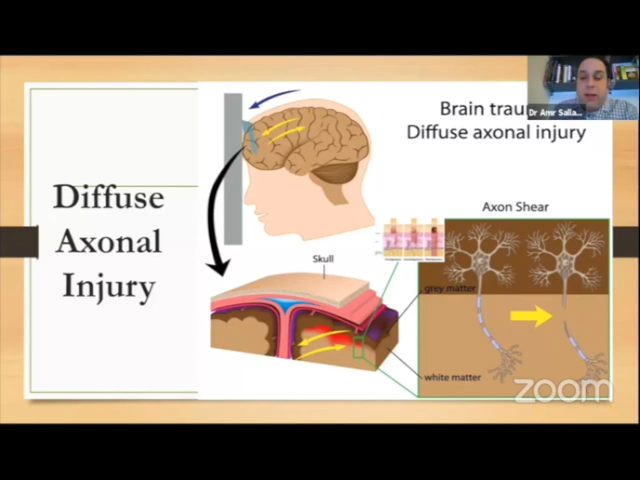 Diffuse
Axonal
Injury
Brain trau
Diffuse axonal injury
Dr Amr Salla...
Axon Shear
Skull
grey matter
white matter
zoom